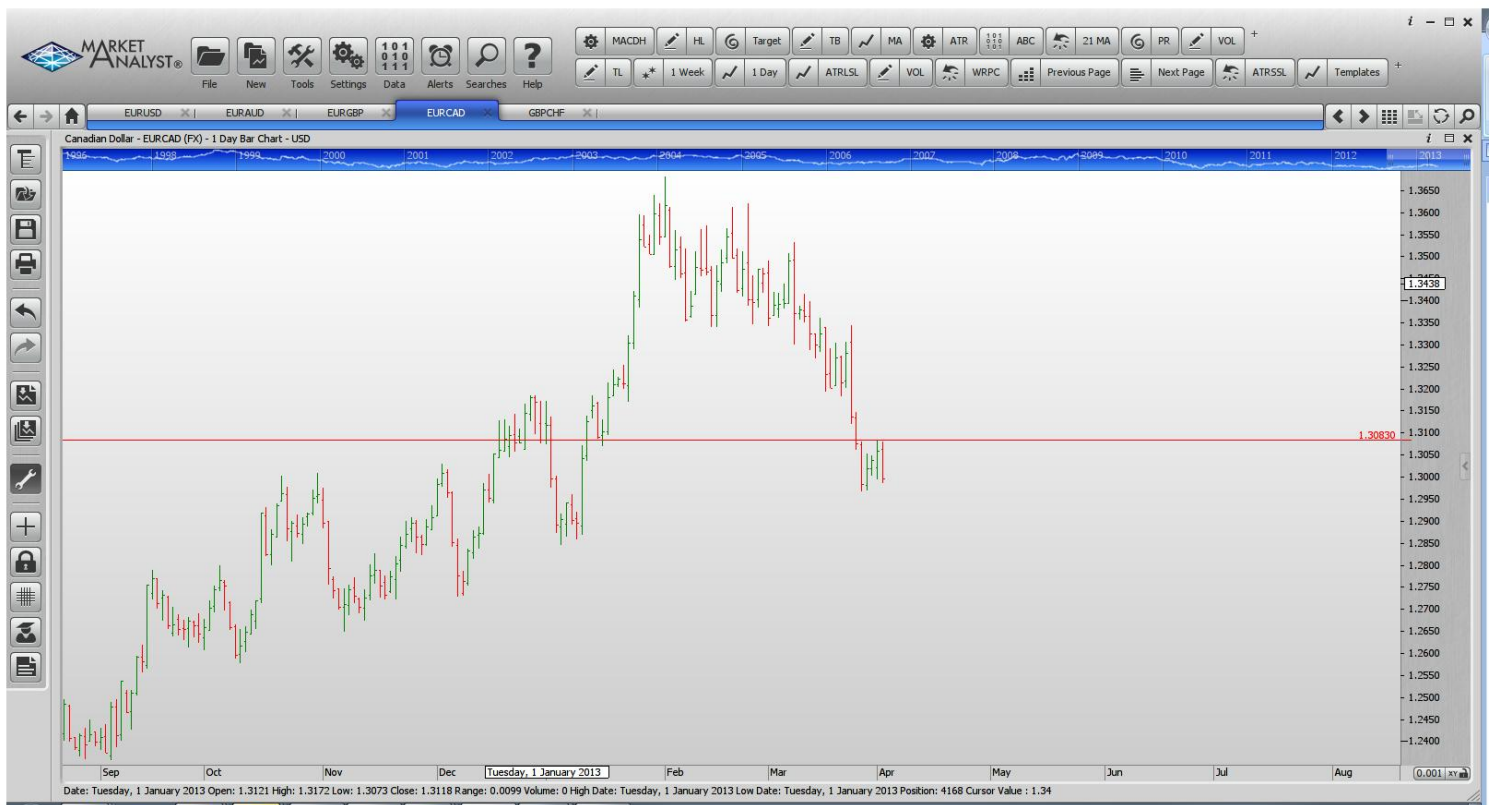 i
MARKET
ANALYST®
File New Tools Settings Data Alerts Searches Help
101
010
111
MACDH HL Target TB MA ATR ABC 21 MA PR VOL +
TL 1 Week 1 Day ATRLSL VOL WRPC Previous Page Next Page ATRSSL Templates +
EURUSD EURAUD EURGBP EURCAD GBPCHF
Canadian Dollar - EURCAD (FX) - 1 Day Bar Chart - USD
i
1996 1998 1999 2000 2001 2002 2003 2004 2005 2006 2007 2008 2009 2010 2011 2012 2013
1.3650
1.3600
1.3550
1.3500
1.3438
1.3400
1.3350
1.3300
1.3250
1.3200
1.3150
1.30830
1.3100
1.3050
1.3000
1.2950
1.2900
1.2850
1.2800
1.2750
1.2700
1.2650
1.2600
1.2550
1.2500
1.2450
1.2400
Sep Oct Nov Dec Tuesday, 1 January 2013 Feb Mar Apr May Jun Jul Aug 0.001 XY
Date: Tuesday, 1 January 2013 Open: 1.3121 High: 1.3172 Low: 1.3073 Close: 1.3118 Range: 0.0099 Volume: 0 High Date: Tuesday, 1 January 2013 Low Date: Tuesday, 1 January 2013 Position: 4168 Cursor Value : 1.34